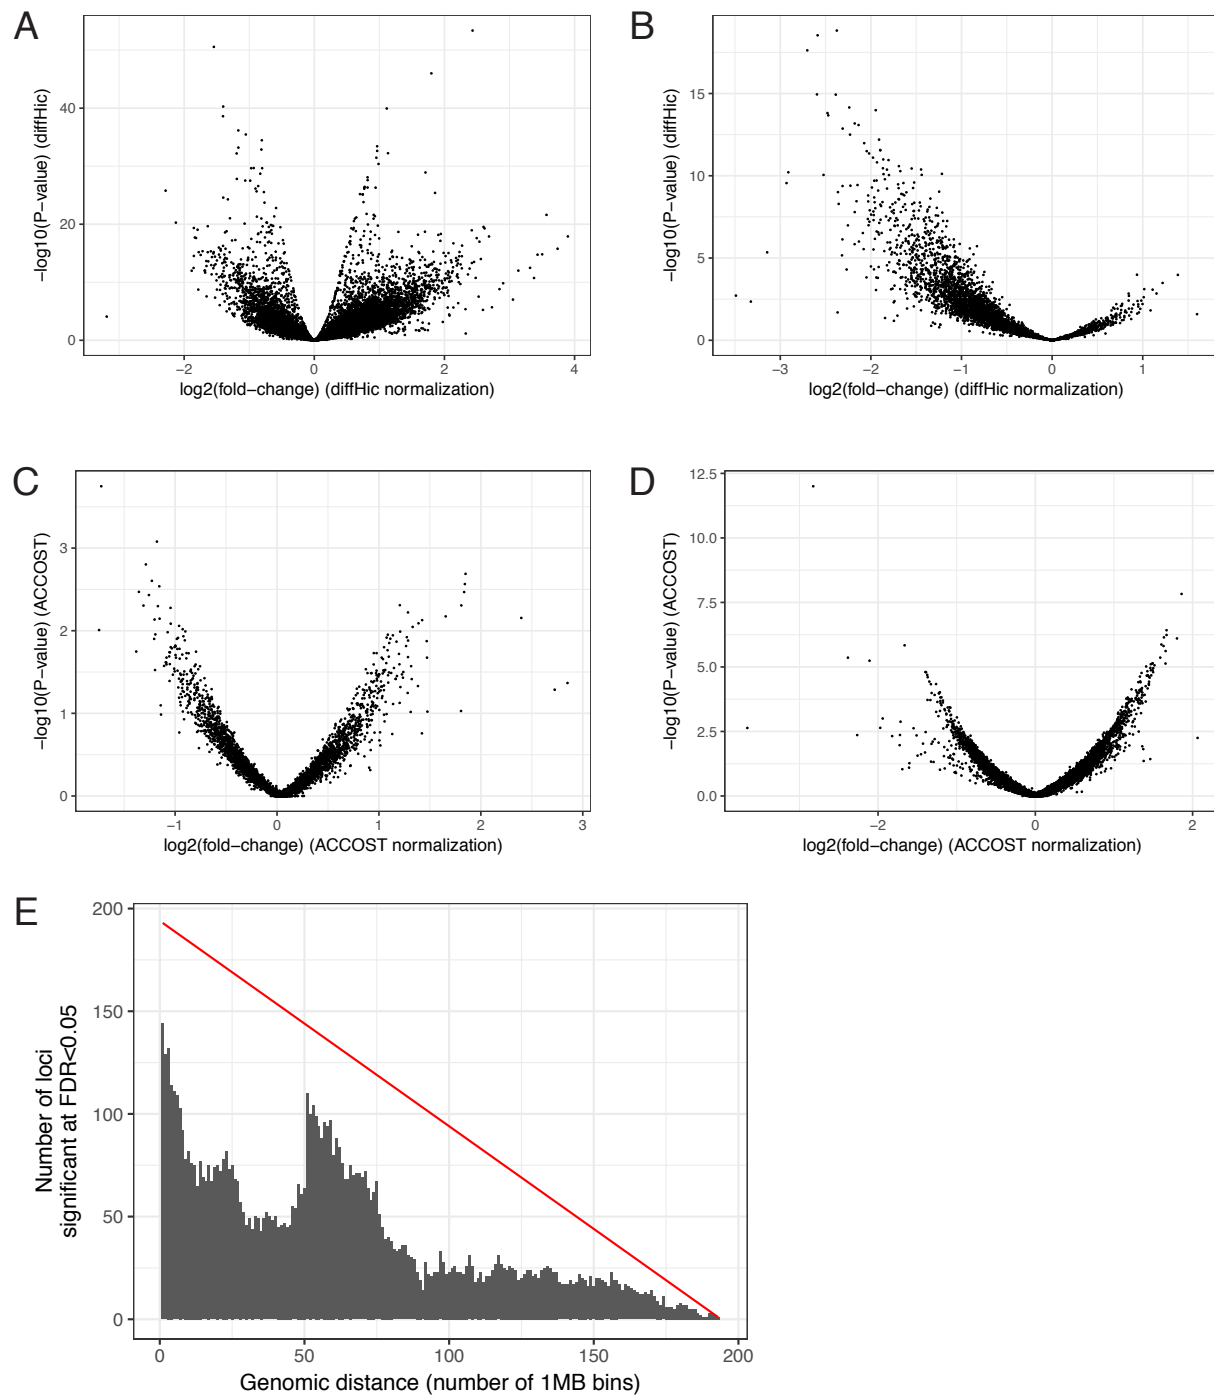 A
−log10(P−value) (diffHic)
40
20
0
−2
0
2
4
log2(fold−change) (diffHic normalization)
B
−log10(P−value) (diffHic)
15
10
5
0
−3
−2
−1
0
1
log2(fold−change) (diffHic normalization)
C
−log10(P−value) (ACCOST)
3
2
1
0
−1
0
1
2
3
log2(fold−change) (ACCOST normalization)
D
−log10(P−value) (ACCOST)
12.5
10.0
7.5
5.0
2.5
0.0
−2
0
2
log2(fold−change) (ACCOST normalization)
E
Number of loci
significant at FDR<0.05
200
150
100
50
0
0
50
100
150
200
Genomic distance (number of 1MB bins)